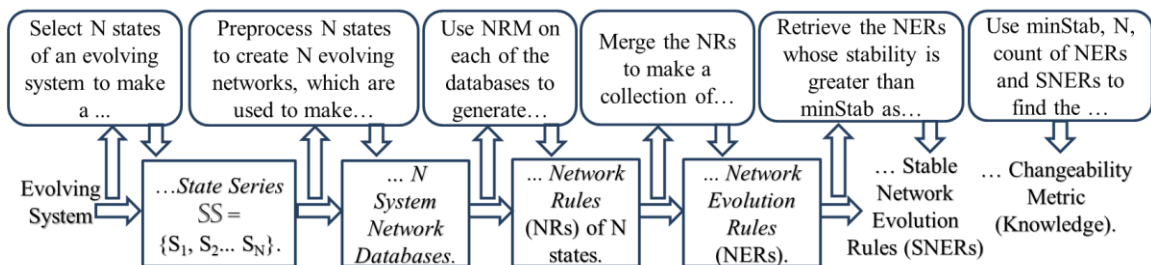 Select N states
of an evolving
system to make
a ...
Preprocess N states
to create N evolving
networks, which are
used to make…
Use NRM on
each of the
databases to
generate…
Merge the NRs
to make a
collection of…
Retrieve the NERs
whose stability is
greater than
minStab as…
Use minStab, N,
count of NERs
and SNERs to
find the …
Evolving
System
…State Series
SS =
{S₁, S₂... S_N}.
... N
System
Network
Databases.
... Network
Rules
(NRs) of N
states.
... Network
Evolution
Rules
(NERs).
… Stable
Network
Evolution
Rules (SNERs)
… Changeability
Metric
(Knowledge).